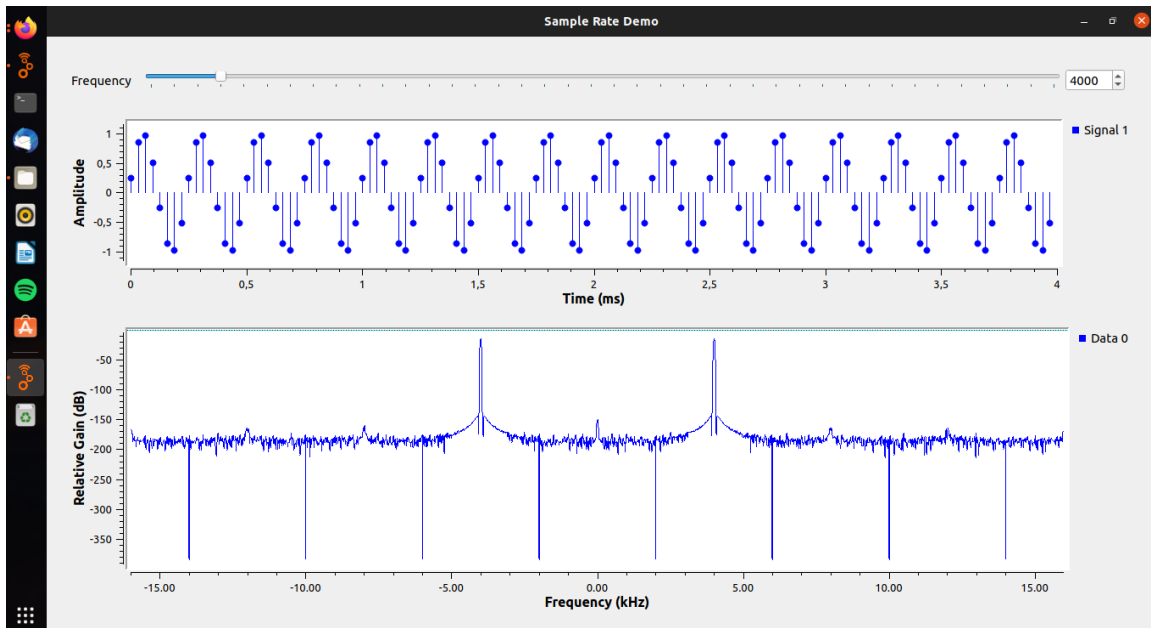 Sample Rate Demo
Frequency
4000
Signal 1
Amplitude
1
0,5
0
-0,5
-1
0 0,5 1 1,5 2 2,5 3 3,5 4
Time (ms)
Data 0
Relative Gain (dB)
-50
-100
-150
-200
-250
-300
-350
-15.00 -10.00 -5.00 0.00 5.00 10.00 15.00
Frequency (kHz)